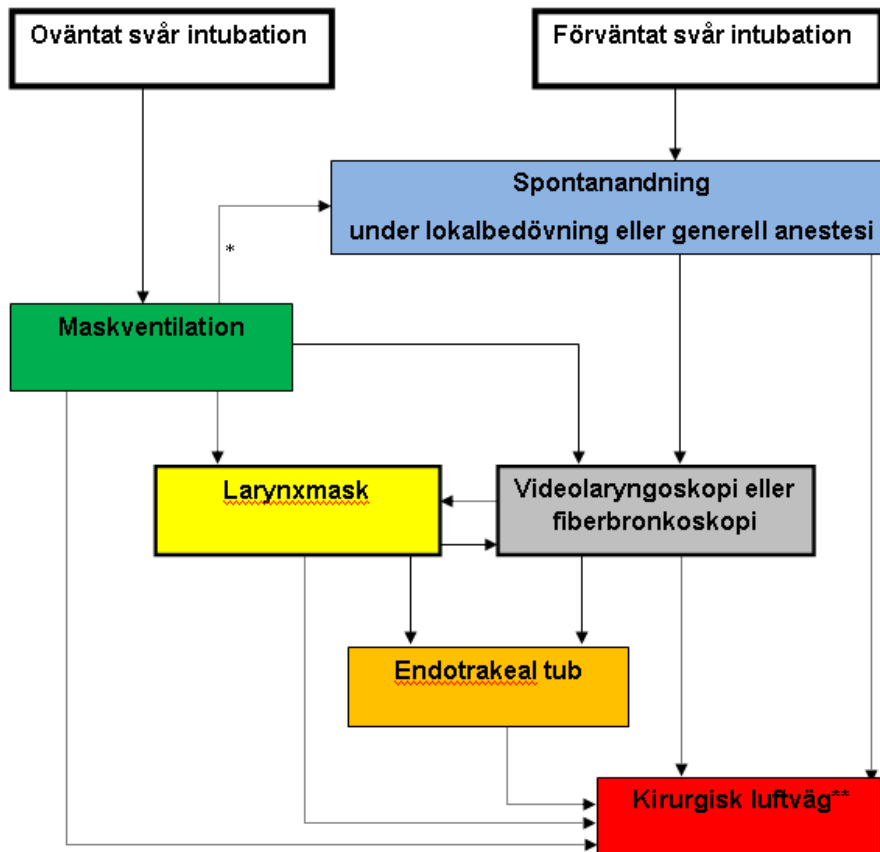 Oväntat svår intubation
Förväntat svår intubation
Spontanandning
under lokalbedövning eller generell anestesi
*
Maskventilation
Larynxmask
Videolaryngoskopi eller
fiberbronkoskopi
Endotrakeal tub
Kirurgisk luftväg**